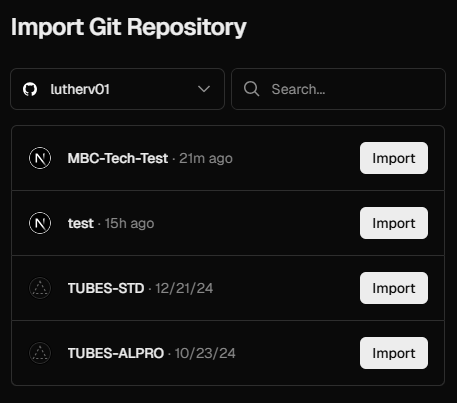 Import Git Repository
lutherv01 Search...
MBC-Tech-Test · 21m ago Import
test · 15h ago Import
TUBES-STD · 12/21/24 Import
TUBES-ALPRO · 10/23/24 Import